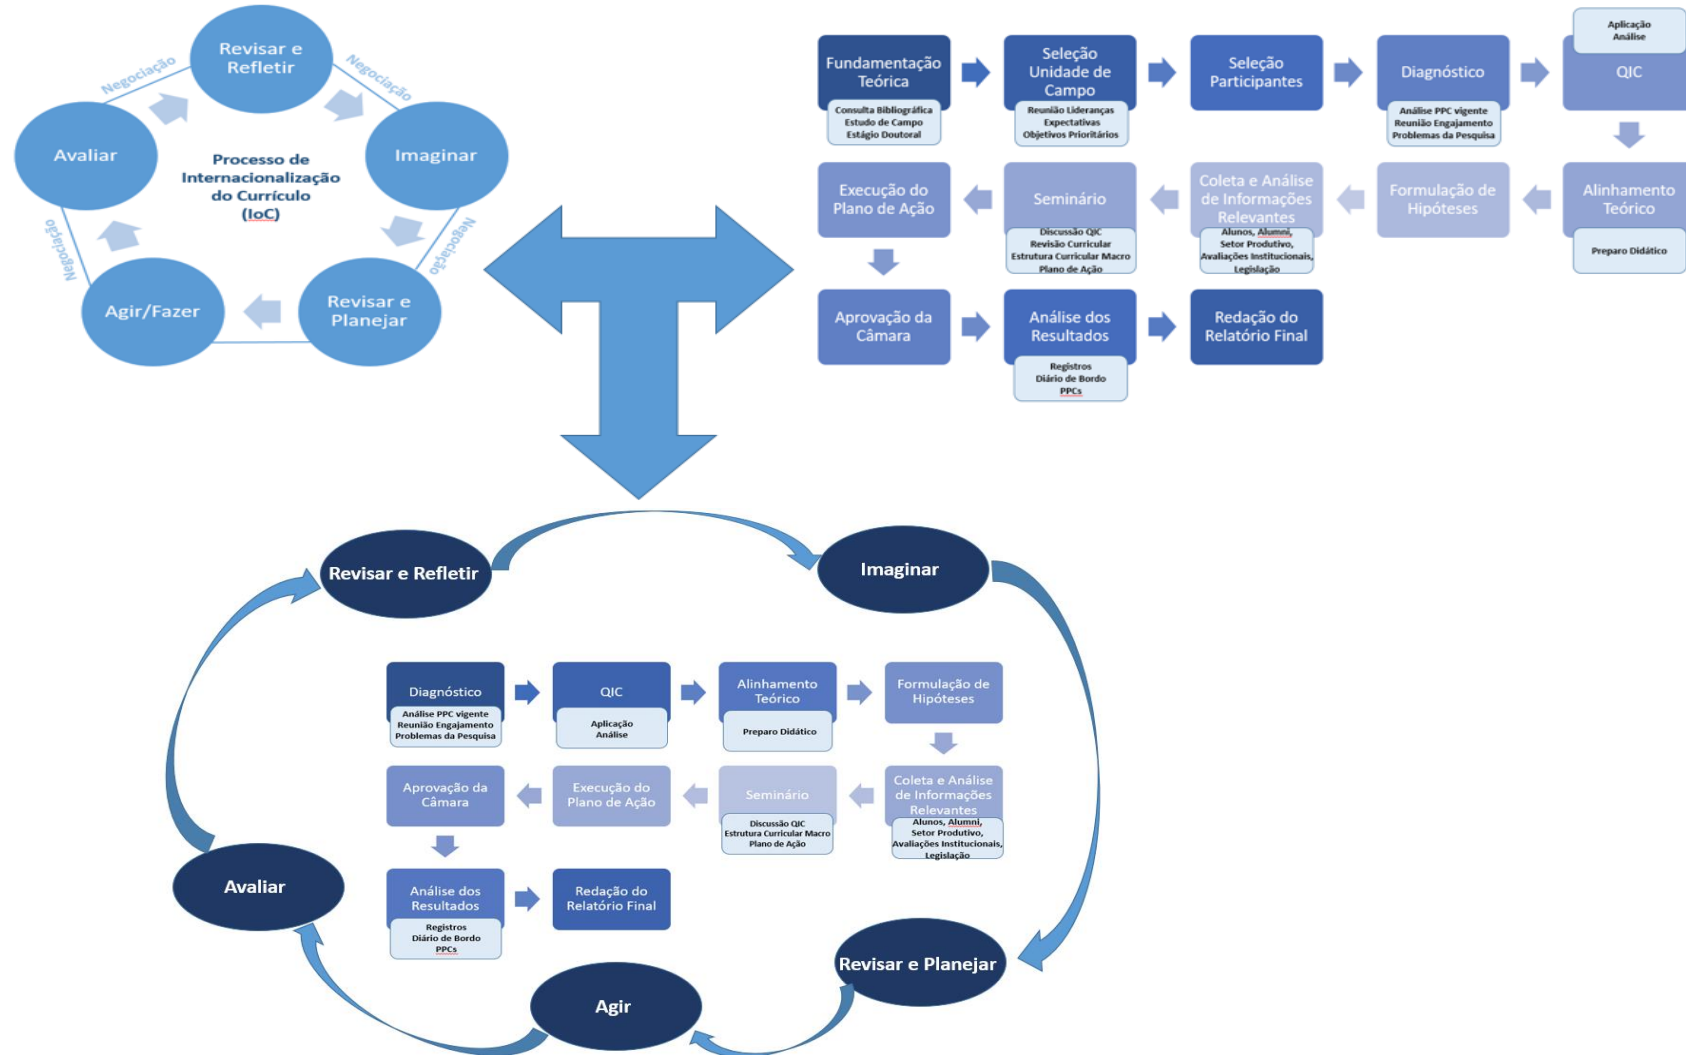 Revisar e
Refletir
Negociação
Negociação
Avaliar
Imaginar
Processo de
Internacionalização
do Currículo
(IoC)
Negociação
Negociação
Agir/Fazer
Revisar e
Planejar
Fundamentação
Teórica
Consulta Bibliográfica
Estudo de Campo
Estágio Doutoral
Seleção
Unidade de
Campo
Reunião Lideranças
Expectativas
Objetivos Prioritários
Seleção
Participantes
Diagnóstico
Análise PPC vigente
Reunião Engajamento
Problemas da Pesquisa
Aplicação
Análise
QIC
Alinhamento
Teórico
Preparo Didático
Formulação de
Hipóteses
Coleta e Análise
de Informações
Relevantes
Alunos, Alumni,
Setor Produtivo,
Avaliações Institucionais,
Legislação
Seminário
Discussão QIC
Revisão Curricular
Estrutura Curricular Macro
Plano de Ação
Execução do
Plano de Ação
Aprovação da
Câmara
Análise dos
Resultados
Registros
Diário de Bordo
PPCs
Redação do
Relatório Final
Revisar e Refletir
Imaginar
Diagnóstico
Análise PPC vigente
Reunião Engajamento
Problemas da Pesquisa
QIC
Aplicação
Análise
Alinhamento
Teórico
Preparo Didático
Formulação de
Hipóteses
Coleta e Análise
de Informações
Relevantes
Alunos, Alumni,
Setor Produtivo,
Avaliações Institucionais,
Legislação
Seminário
Discussão QIC
Estrutura Curricular Macro
Plano de Ação
Execução do
Plano de Ação
Aprovação da
Câmara
Análise dos
Resultados
Registros
Diário de Bordo
PPCs
Redação do
Relatório Final
Avaliar
Revisar e Planejar
Agir